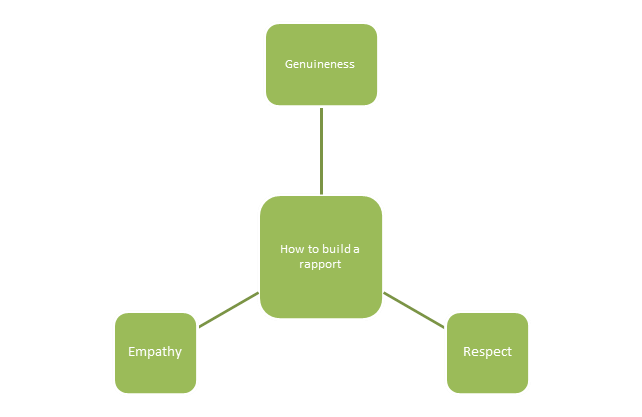 Genuineness
How to build a
rapport
Empathy
Respect